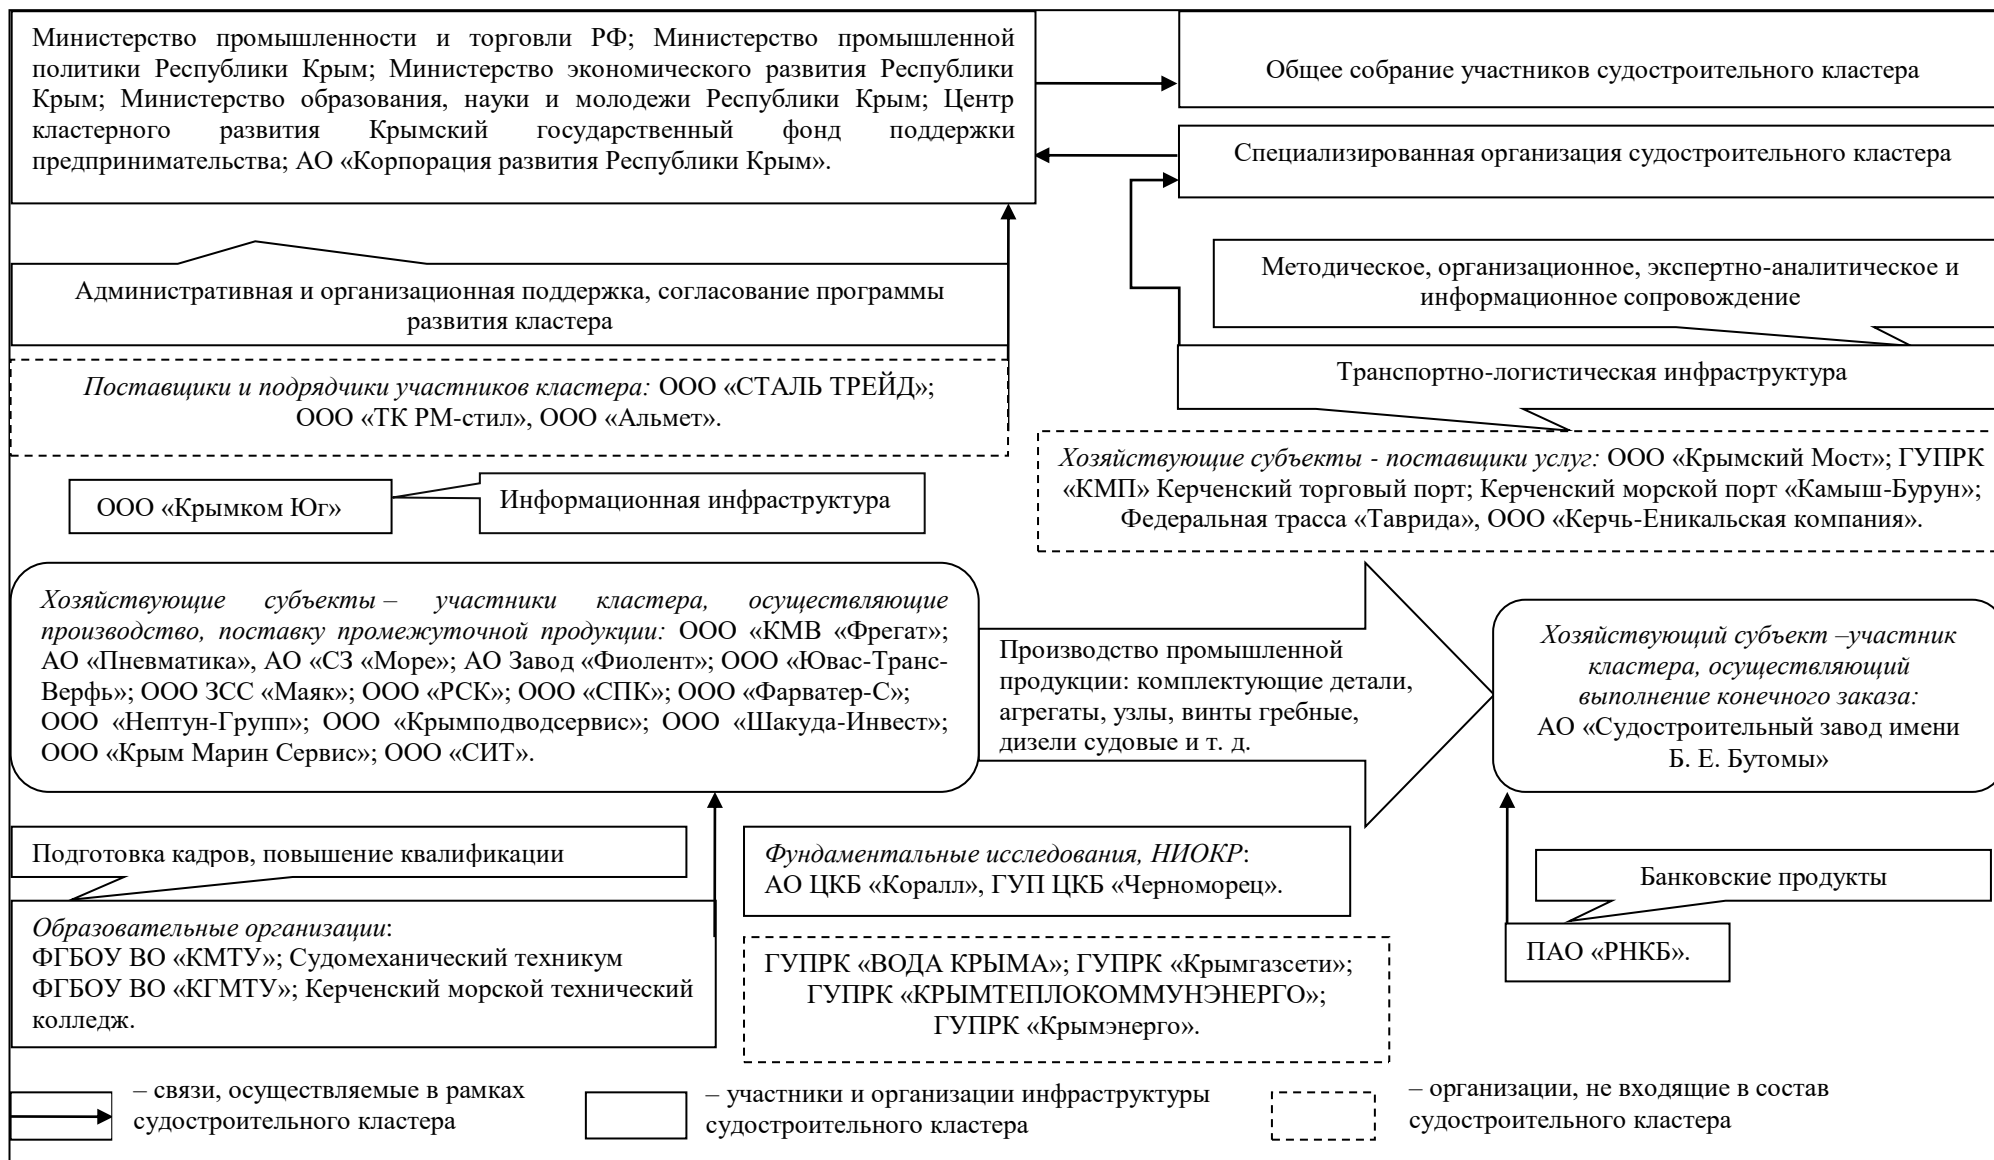 Министерство промышленности и торговли РФ; Министерство промышленной
политики Республики Крым; Министерство экономического развития Республики
Крым; Министерство образования, науки и молодежи Республики Крым; Центр
кластерного развития Крымский государственный фонд поддержки
предпринимательства; АО «Корпорация развития Республики Крым».
Общее собрание участников судостроительного кластера
Специализированная организация судостроительного кластера
Административная и организационная поддержка, согласование программы
развития кластера
Методическое, организационное, экспертно-аналитическое и
информационное сопровождение
Поставщики и подрядчики участников кластера: ООО «СТАЛЬ ТРЕЙД»;
ООО «ТК РМ-стил», ООО «Альмет».
Транспортно-логистическая инфраструктура
ООО «Крымком Юг»
Информационная инфраструктура
Хозяйствующие субъекты - поставщики услуг: ООО «Крымский Мост»; ГУПРК
«КМП» Керченский торговый порт; Керченский морской порт «Камыш-Бурун»;
Федеральная трасса «Таврида», ООО «Керчь-Еникальская компания».
Хозяйствующие субъекты – участники кластера, осуществляющие
производство, поставку промежуточной продукции: ООО «КМВ «Фрегат»;
АО «Пневматика», АО «СЗ «Море»; АО Завод «Фиолент»; ООО «Ювас-Транс-
Верфь»; ООО ЗСС «Маяк»; ООО «РСК»; ООО «СПК»; ООО «Фарватер-С»;
ООО «Нептун-Групп»; ООО «Крымподводсервис»; ООО «Шакуда-Инвест»;
ООО «Крым Марин Сервис»; ООО «СИТ».
Производство промышленной
продукции: комплектующие детали,
агрегаты, узлы, винты гребные,
дизели судовые и т. д.
Хозяйствующий субъект –участник
кластера, осуществляющий
выполнение конечного заказа:
АО «Судостроительный завод имени
Б. Е. Бутомы»
Подготовка кадров, повышение квалификации
Образовательные организации:
ФГБОУ ВО «КМТУ»; Судомеханический техникум
ФГБОУ ВО «КГМТУ»; Керченский морской технический
колледж.
Фундаментальные исследования, НИОКР:
АО ЦКБ «Коралл», ГУП ЦКБ «Черноморец».
ГУПРК «ВОДА КРЫМА»; ГУПРК «Крымгазсети»;
ГУПРК «КРЫМТЕПЛОКОММУНЭНЕРГО»;
ГУПРК «Крымэнерго».
Банковские продукты
ПАО «РНКБ».
– связи, осуществляемые в рамках
судостроительного кластера
– участники и организации инфраструктуры
судостроительного кластера
– организации, не входящие в состав
судостроительного кластера